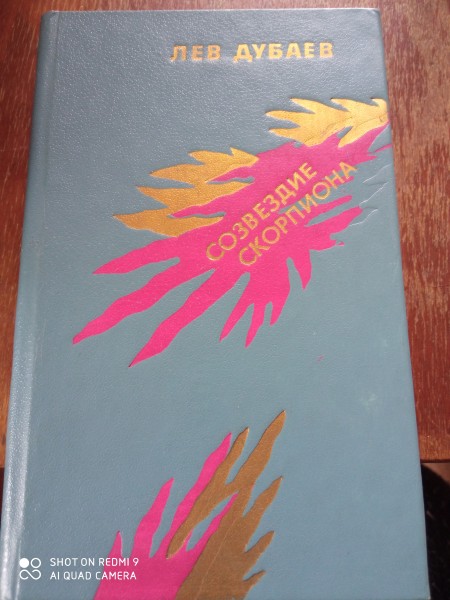 ЛЕВ ДУБАЕВ
СОЗВЕЗДИЕ
СКОРПИОНА
SHOT ON REDMI 9
AI QUAD CAMERA